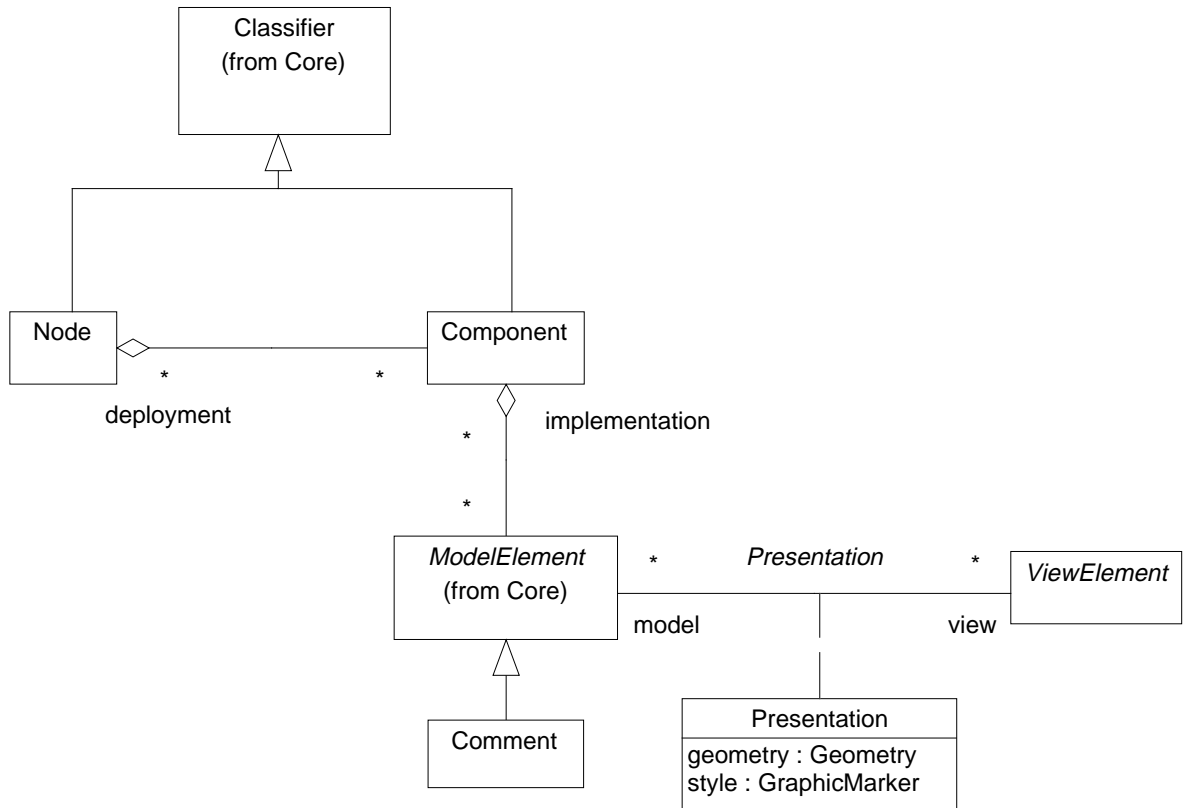 Classifier
(from Core)
Node
Component
*
*
deployment
implementation
*
*
ModelElement
(from Core)
*
Presentation
*
ViewElement
model
view
Comment
Presentation
geometry : Geometry
style : GraphicMarker